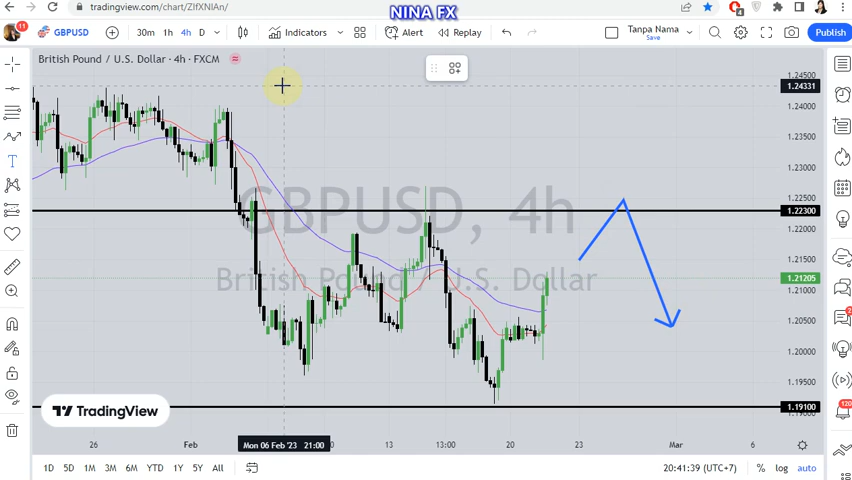 tradingview.com/chart/ZIfXNIAn/
NINA FX
11
GBPUSD
30m 1h 4h D
Indicators
Alert
Replay
Tanpa Nama
Save
Publish
British Pound / U.S. Dollar · 4h · FXCM
GBPUSD, 4h
British Pound / U.S. Dollar
1.24500
1.24331
1.24000
1.23500
1.23000
1.22500
1.22300
1.22000
1.21500
1.21205
1.21000
1.20500
1.20000
1.19500
1.19100
1.19000
TradingView
26 Feb Mon 06 Feb '23 21:00 13 13:00 20 23 Mar 6
1D 5D 1M 3M 6M YTD 1Y 5Y All
20:41:39 (UTC+7) % log auto